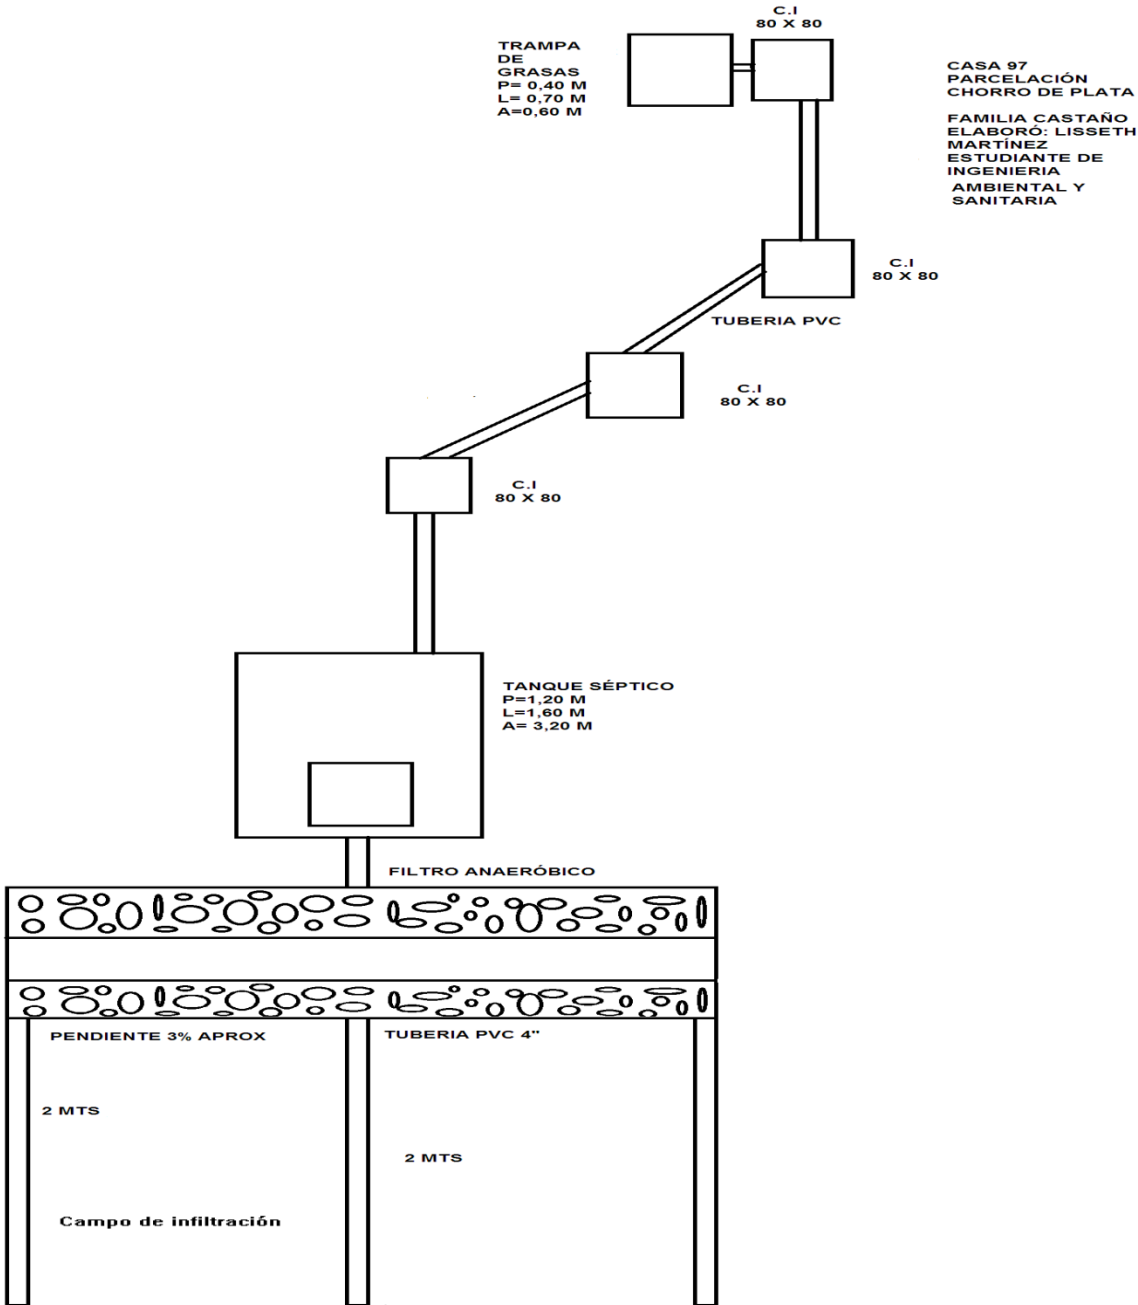 C.I
80 X 80
TRAMPA
DE
GRASAS
P= 0,40 M
L= 0,70 M
A=0,60 M
CASA 97
PARCELACIÓN
CHORRO DE PLATA
FAMILIA CASTAÑO
ELABORÓ: LISSETH
MARTÍNEZ
ESTUDIANTE DE
INGENIERIA
AMBIENTAL Y
SANITARIA
C.I
80 X 80
TUBERIA PVC
C.I
80 X 80
C.I
80 X 80
TANQUE SÉPTICO
P=1,20 M
L=1,60 M
A= 3,20 M
FILTRO ANAERÓBICO
PENDIENTE 3% APROX
TUBERIA PVC 4"
2 MTS
2 MTS
Campo de infiltración